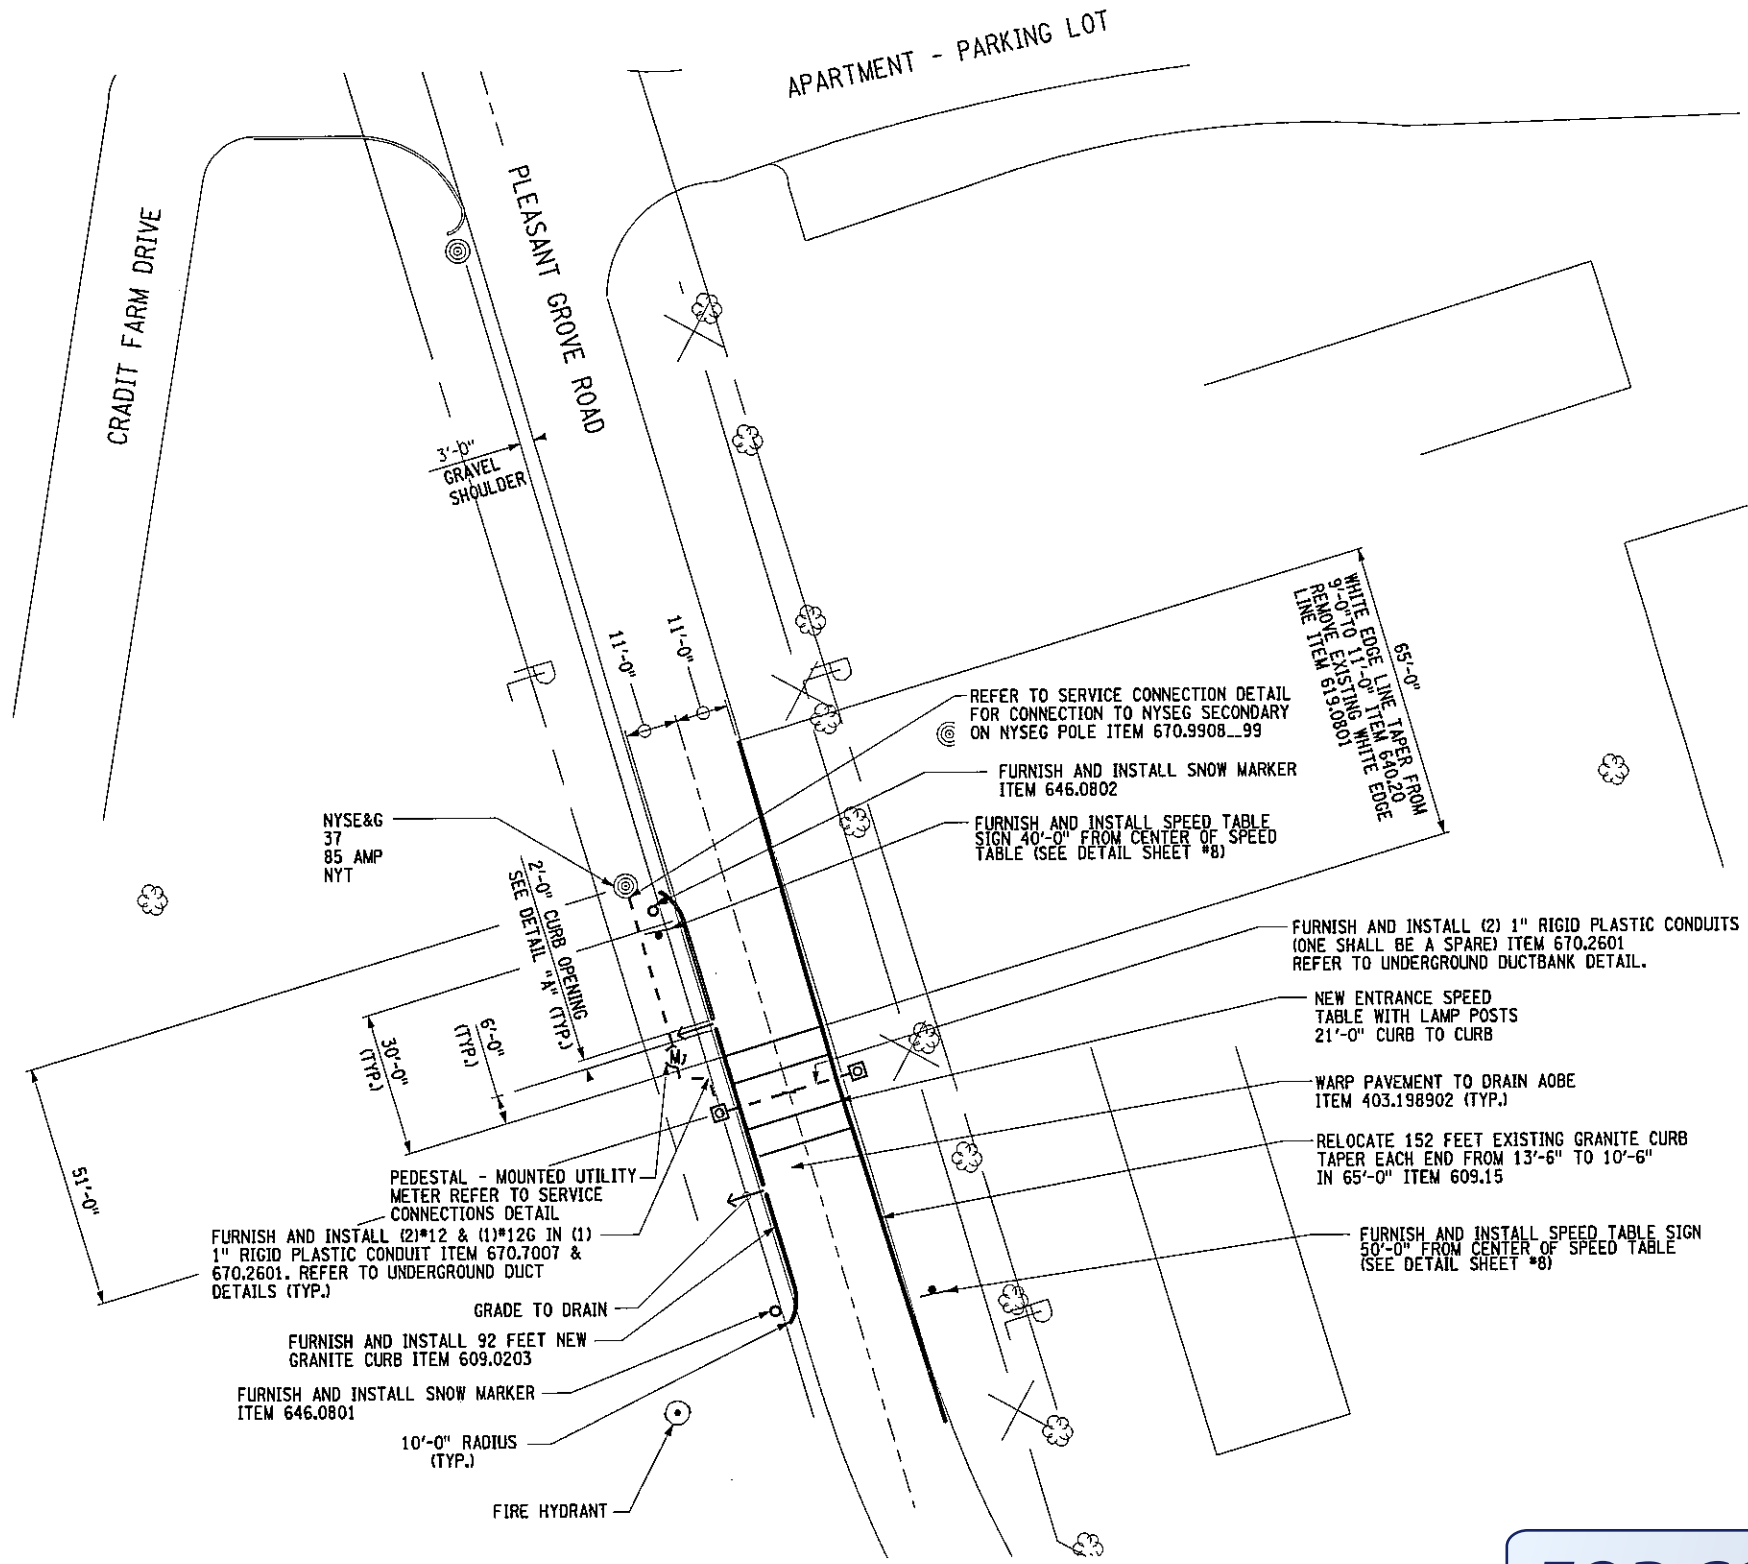 APARTMENT - PARKING LOT
PLEASANT GROVE ROAD
CRADIT FARM DRIVE
3'-0"
GRAVEL
SHOULDER
11'-0"
11'-0"
65'-0"
WHITE EDGE LINE TAPER FROM
9'-0" TO 11'-0" ITEM 640.20
REMOVE EXISTING WHITE EDGE
LINE ITEM 619.0801
REFER TO SERVICE CONNECTION DETAIL
FOR CONNECTION TO NYSEG SECONDARY
ON NYSEG POLE ITEM 670.9908__99
FURNISH AND INSTALL SNOW MARKER
ITEM 646.0802
FURNISH AND INSTALL SPEED TABLE
SIGN 40'-0" FROM CENTER OF SPEED
TABLE (SEE DETAIL SHEET #8)
NYSE&G
37
85 AMP
NYT
2'-0" CURB OPENING
SEE DETAIL "A" (TYP.)
FURNISH AND INSTALL (2) 1" RIGID PLASTIC CONDUITS
(ONE SHALL BE A SPARE) ITEM 670.2601
REFER TO UNDERGROUND DUCTBANK DETAIL.
NEW ENTRANCE SPEED
TABLE WITH LAMP POSTS
21'-0" CURB TO CURB
6'-0"
(TYP.)
30'-0"
(TYP.)
51'-0"
M
WARP PAVEMENT TO DRAIN AOBE
ITEM 403.198902 (TYP.)
RELOCATE 152 FEET EXISTING GRANITE CURB
TAPER EACH END FROM 13'-6" TO 10'-6"
IN 65'-0" ITEM 609.15
PEDESTAL - MOUNTED UTILITY
METER REFER TO SERVICE
CONNECTIONS DETAIL
FURNISH AND INSTALL (2)#12 & (1)#12G IN (1)
1" RIGID PLASTIC CONDUIT ITEM 670.7007 &
670.2601. REFER TO UNDERGROUND DUCT
DETAILS (TYP.)
FURNISH AND INSTALL SPEED TABLE SIGN
50'-0" FROM CENTER OF SPEED TABLE
(SEE DETAIL SHEET #8)
GRADE TO DRAIN
FURNISH AND INSTALL 92 FEET NEW
GRANITE CURB ITEM 609.0203
FURNISH AND INSTALL SNOW MARKER
ITEM 646.0801
10'-0" RADIUS
(TYP.)
FIRE HYDRANT